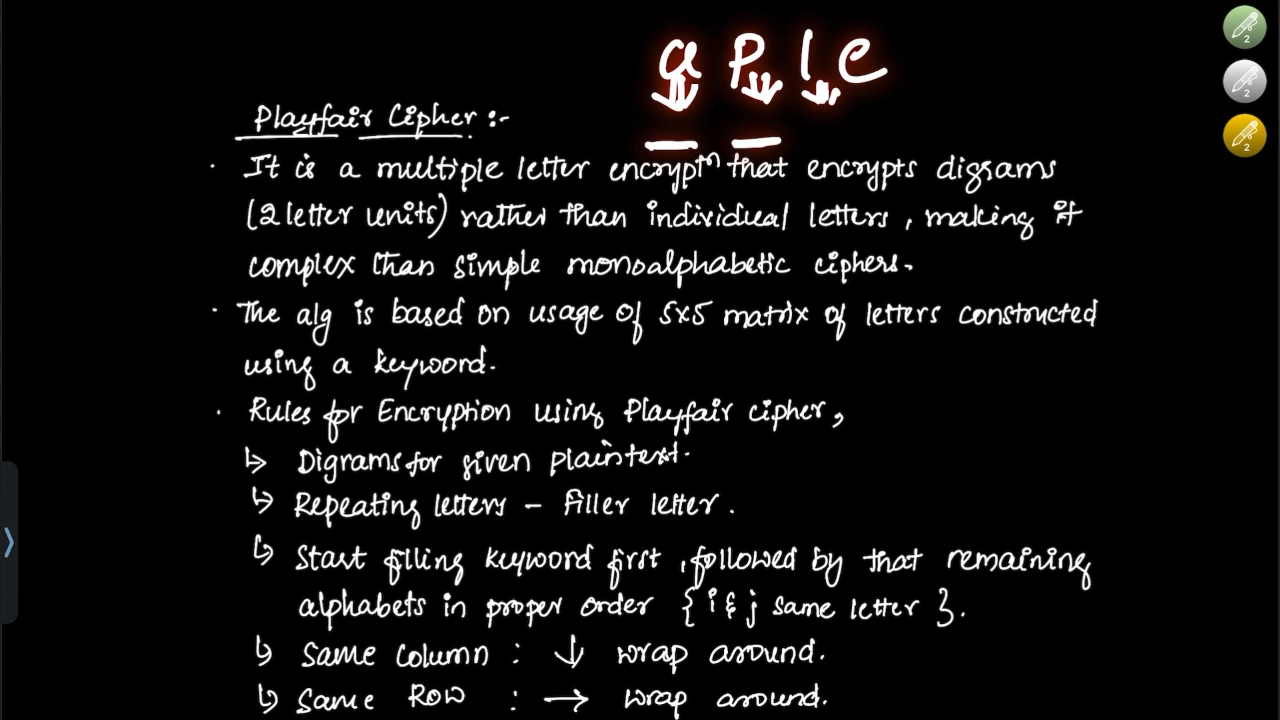 a p l e
Playfair Cipher :-
· It is a multiple letter encryptⁿ that encrypts digrams
(2 letter units) rather than individual letters, making it
complex than simple monoalphabetic ciphers.
· The alg is based on usage of 5x5 matrix of letters constructed
using a keyword.
· Rules for Encryption using Playfair cipher,
↳ Digrams for given plaintext.
↳ Repeating letters - Filler letter.
↳ Start filling keyword first, followed by that remaining
alphabets in proper order { i & j same letter }.
↳ Same Column : ↓ wrap around.
↳ Same Row : → wrap around.
2
2
2